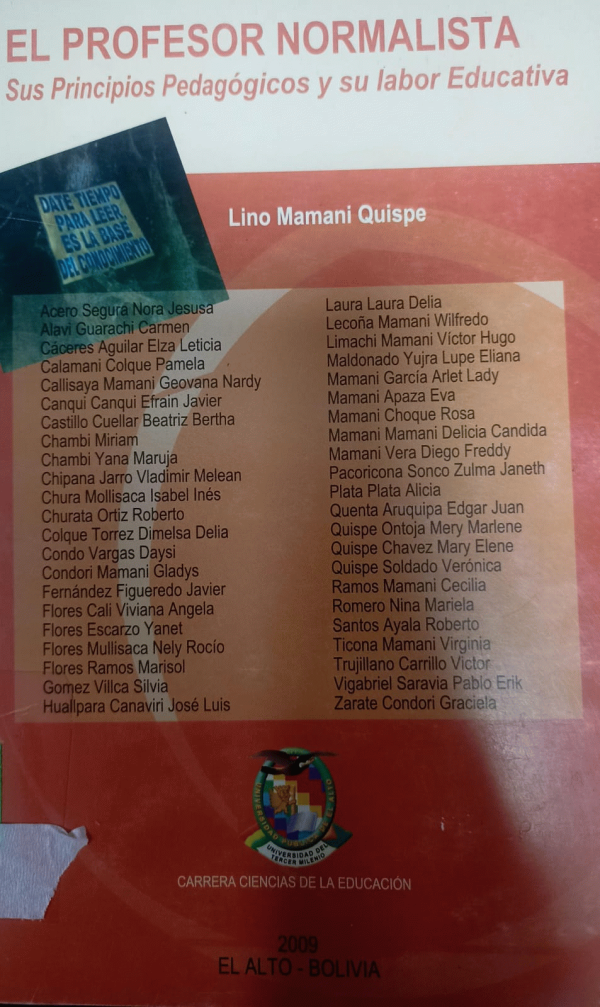 EL PROFESOR NORMALISTA
Sus Principios Pedagógicos y su labor Educativa
DATE TIEMPO
PARA LEER,
ES LA BASE
DEL CONOCIMIENTO
Lino Mamani Quispe
Acero Segura Nora Jesusa
Alavi Guarachi Carmen
Cáceres Aguilar Elza Leticia
Calamani Colque Pamela
Callisaya Mamani Geovana Nardy
Canqui Canqui Efrain Javier
Castillo Cuellar Beatriz Bertha
Chambi Miriam
Chambi Yana Maruja
Chipana Jarro Vladimir Melean
Chura Mollisaca Isabel Inés
Churata Ortiz Roberto
Colque Torrez Dimelsa Delia
Condo Vargas Daysi
Condori Mamani Gladys
Fernández Figueredo Javier
Flores Cali Viviana Angela
Flores Escarzo Yanet
Flores Mullisaca Nely Rocío
Flores Ramos Marisol
Gomez Villca Silvia
Huallpara Canaviri José Luis
Laura Laura Delia
Lecoña Mamani Wilfredo
Limachi Mamani Víctor Hugo
Maldonado Yujra Lupe Eliana
Mamani García Arlet Lady
Mamani Apaza Eva
Mamani Choque Rosa
Mamani Mamani Delicia Candida
Mamani Vera Diego Freddy
Pacoricona Sonco Zulma Janeth
Plata Plata Alicia
Quenta Aruquipa Edgar Juan
Quispe Ontoja Mery Marlene
Quispe Chavez Mary Elene
Quispe Soldado Verónica
Ramos Mamani Cecilia
Romero Nina Mariela
Santos Ayala Roberto
Ticona Mamani Virginia
Trujillano Carrillo Victor
Vigabriel Saravia Pablo Erik
Zarate Condori Graciela
UNIVERSIDAD PUBLICA DE EL ALTO
UNIVERSIDAD DEL
TERCER MILENIO
CARRERA CIENCIAS DE LA EDUCACIÓN
2009
EL ALTO - BOLIVIA